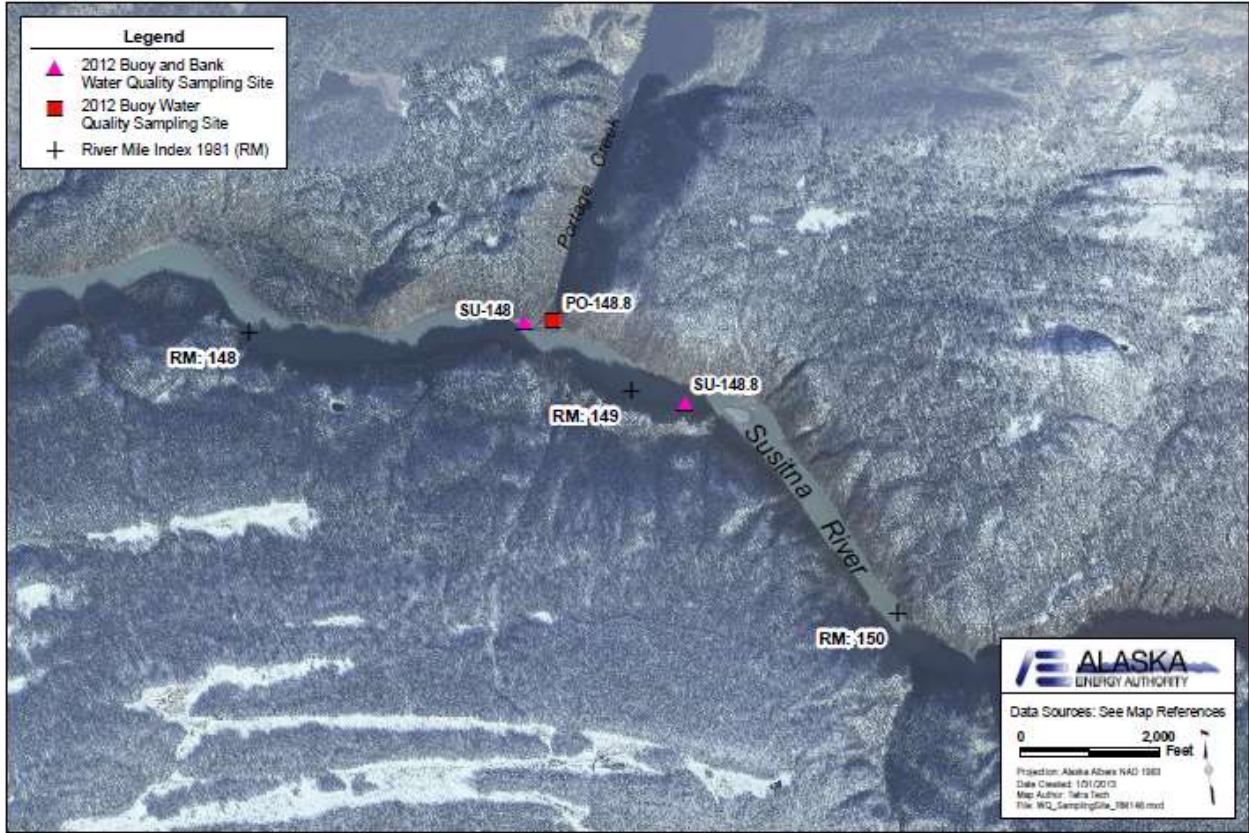 Legend
2012 Buoy and Bank
Water Quality Sampling Site
2012 Buoy Water
Quality Sampling Site
River Mile Index 1981 (RM)
Portage Creek
SU-148
PO-148.8
RM: 148
SU-148.8
RM: 149
Susitna River
RM: 150
ALASKA
ENERGY AUTHORITY
Data Sources: See Map References
0 2,000
Feet
Projection: Alaska Albers NAD 1983
Date Created: 1/31/2013
Map Author: Tetra Tech